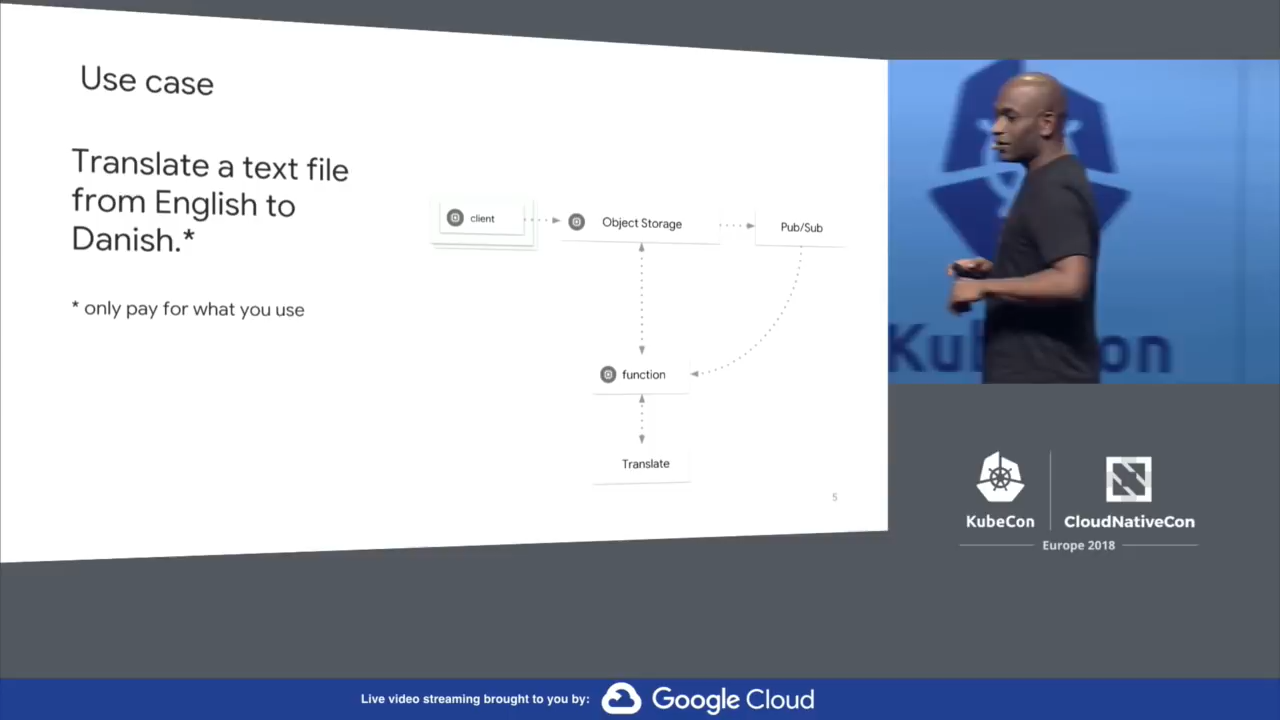 Use case
Translate a text file
from English to
Danish.*
* only pay for what you use
client
Object Storage
Pub/Sub
function
Translate
5
KubeCon
KubeCon
CloudNativeCon
Europe 2018
Live video streaming brought to you by: Google Cloud